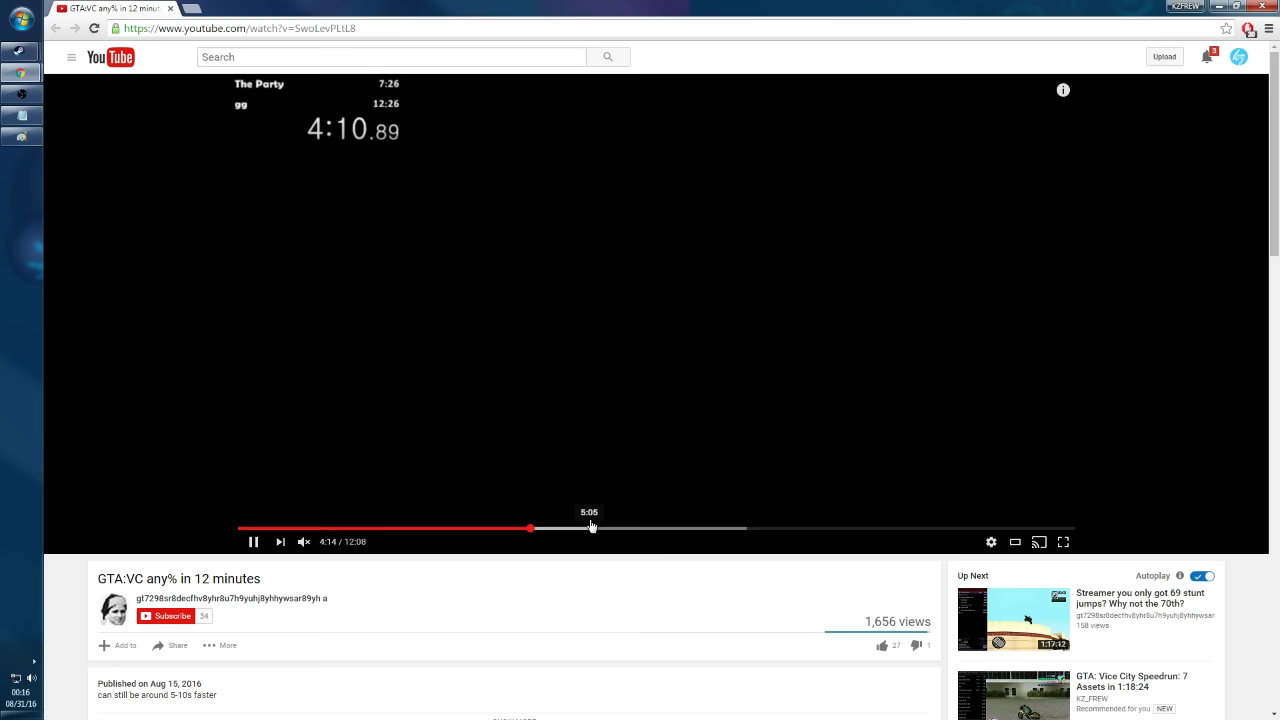 GTA:VC any% in 12 minut
KZFREW
https://www.youtube.com/watch?v=SwoLevPLtL8
20
YouTube
Search
Upload
3
kz
The Party 7:26
gg 12:26
4:10.89
5:05
4:14 / 12:08
GTA:VC any% in 12 minutes
gt7298sr8decfhv8yhr8u7h9yuhj8yhhywsar89yh a
Subscribe 34
1,656 views
Add to Share More
27 1
Published on Aug 15, 2016
can still be around 5-10s faster
Up Next Autoplay
Streamer you only got 69 stunt
jumps? Why not the 70th?
gt7298sr8decfhv8yhr8u7h9yuhj8yhhywsar
158 views
1:17:12
GTA: Vice City Speedrun: 7
Assets in 1:18:24
KZ_FREW
Recommended for you NEW
00:16
08/31/16